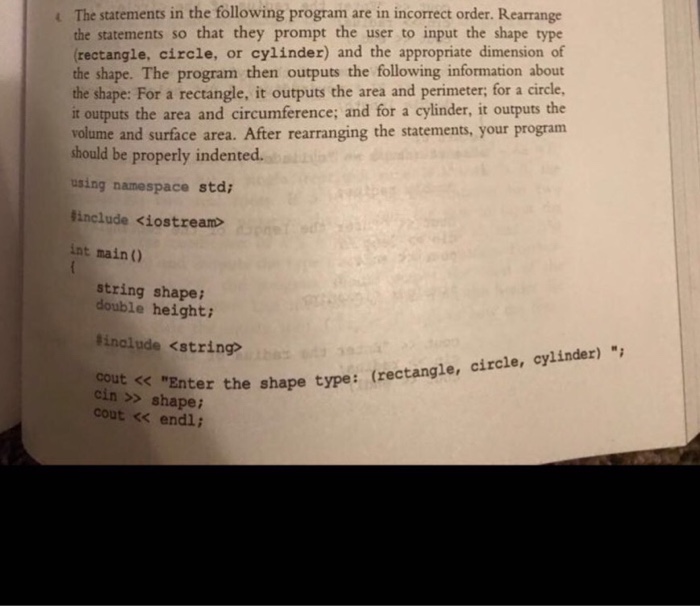 The statements in the following program are in incorrect order. Rearrange
the statements so that they prompt the user to input the shape type
(rectangle, circle, or cylinder) and the appropriate dimension of
the shape. The program then outputs the following information about
the shape: For a rectangle, it outputs the area and perimeter; for a circle,
it outputs the area and circumference; and for a cylinder, it outputs the
volume and surface area. After rearranging the statements, your program
should be properly indented.
using namespace std;
#include <iostream>
int main()
{
string shape;
double height;
#include <string>
cout << "Enter the shape type: (rectangle, circle, cylinder) ";
cin >> shape;
cout << endl;